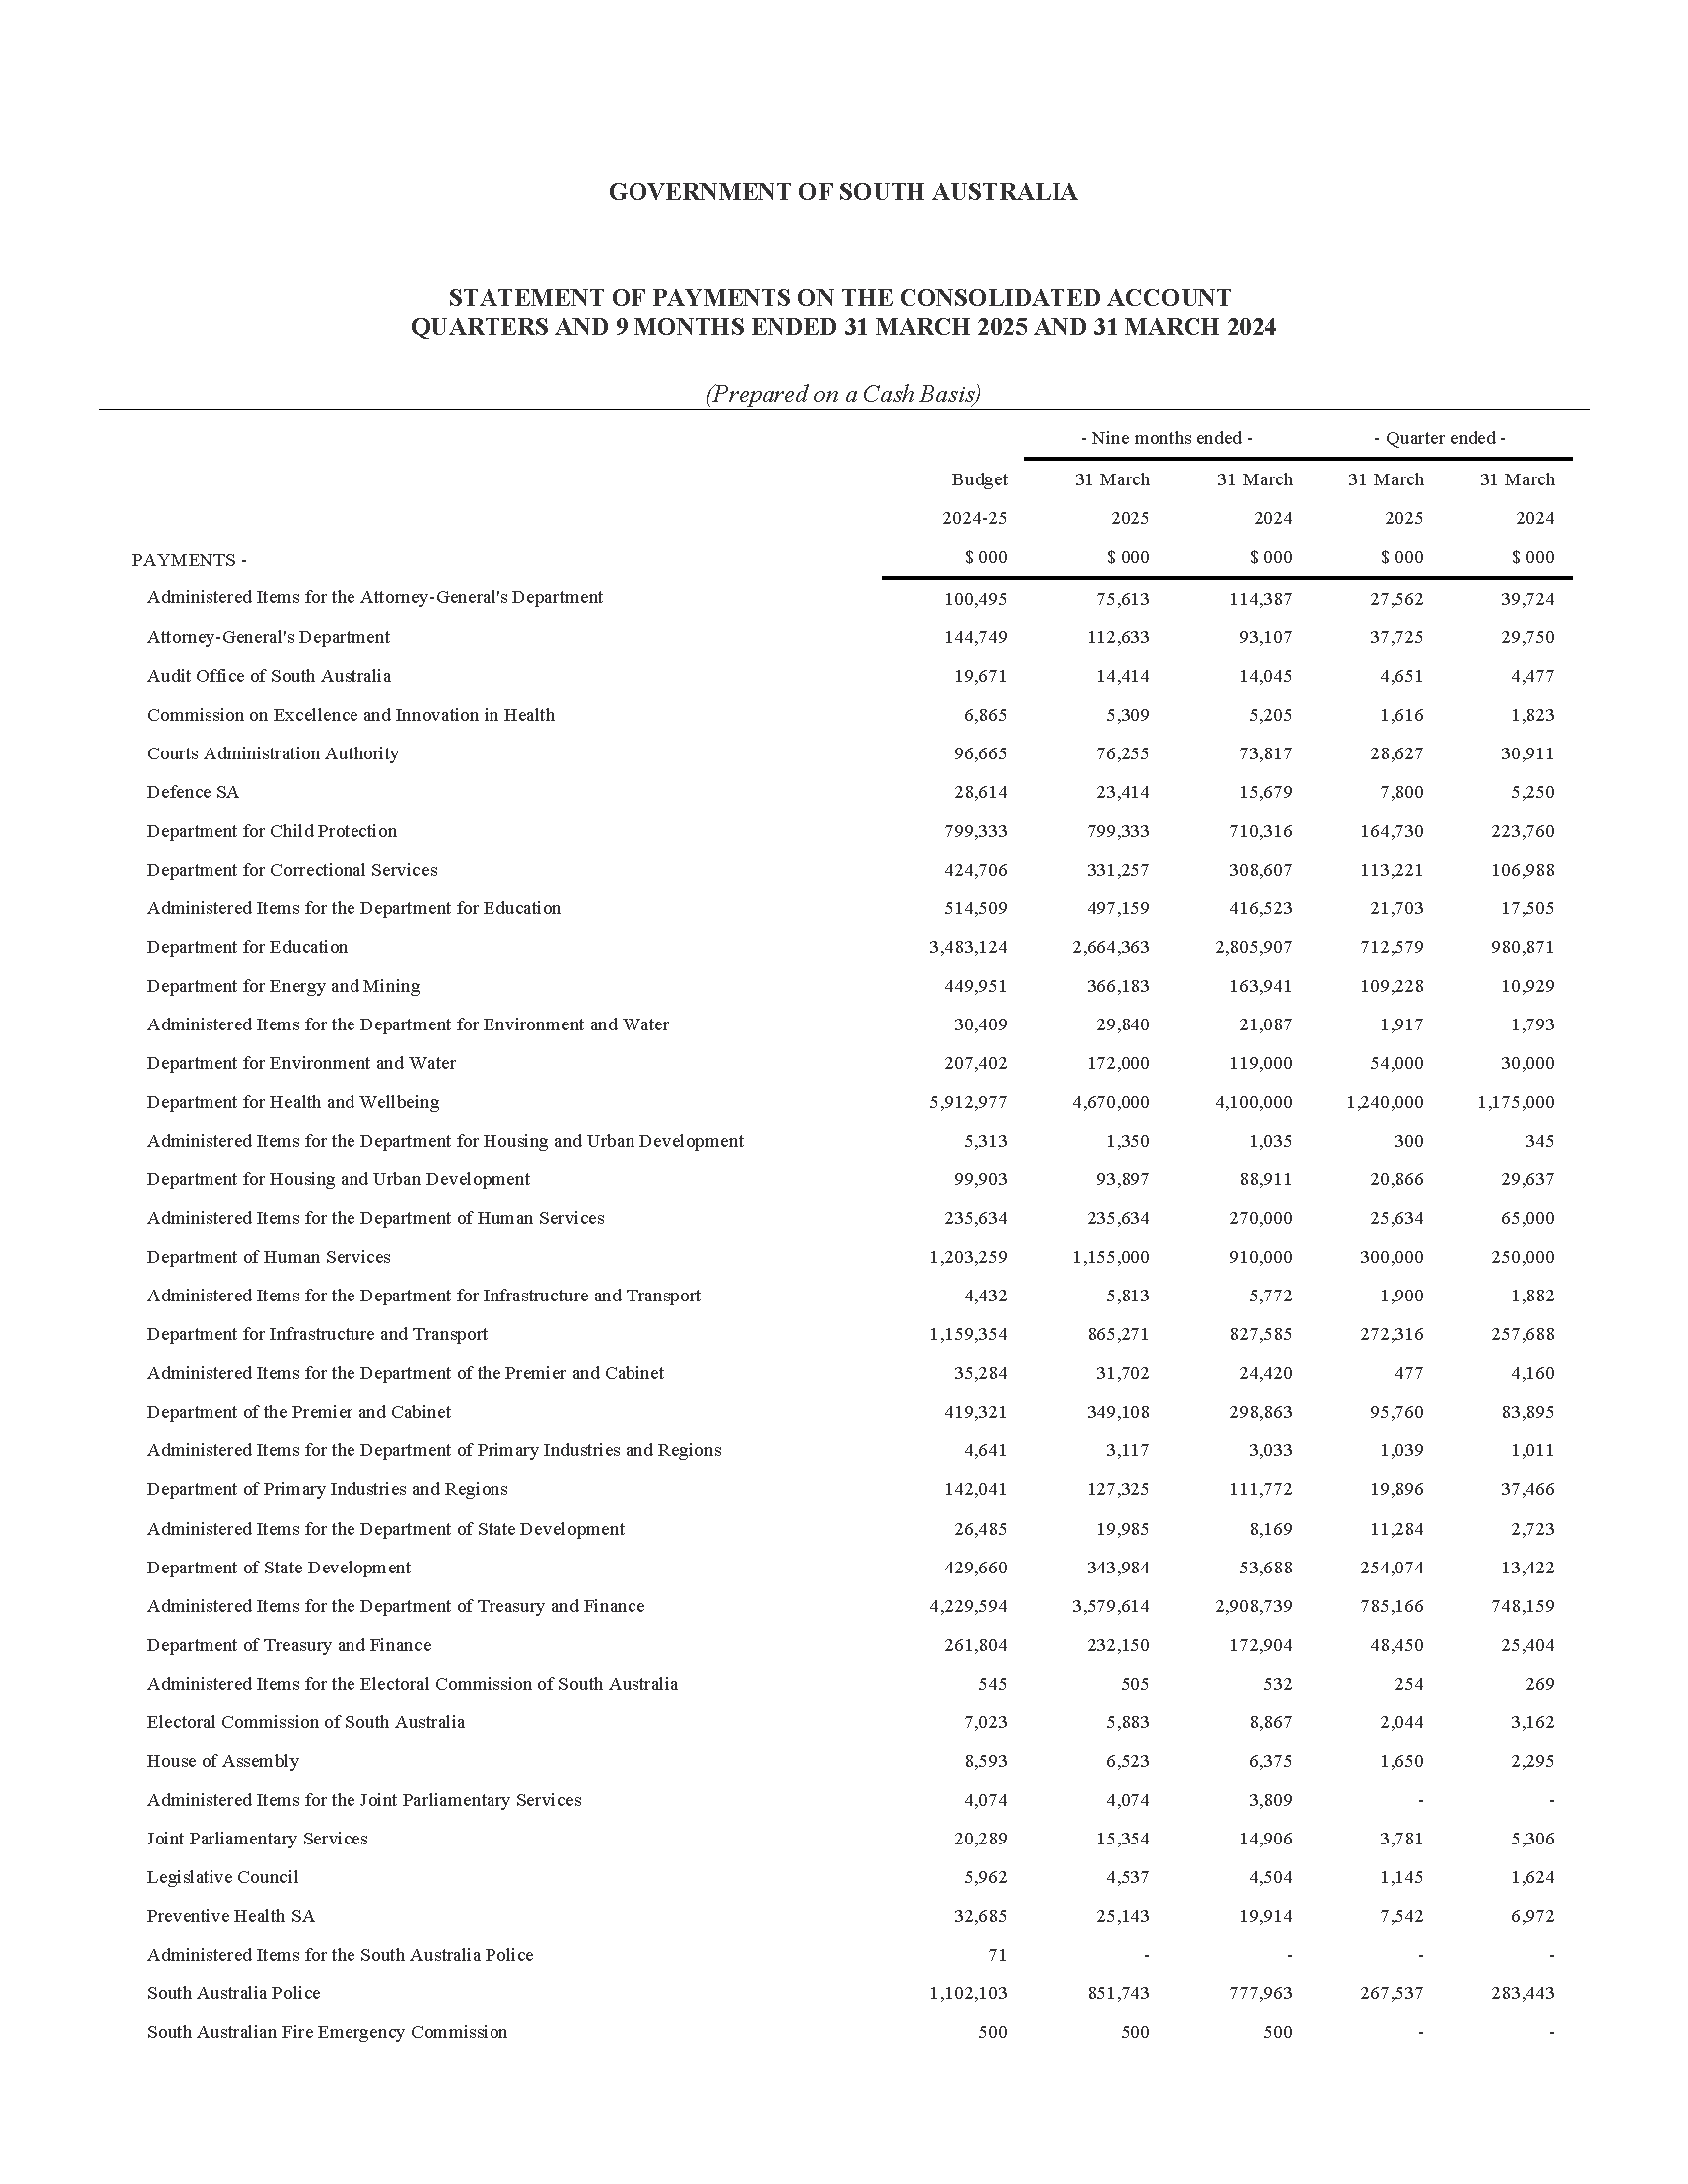 GOVERNMENT OF SOUTH AUSTRALIA
STATEMENT OF PAYMENTS ON THE CONSOLIDATED ACCOUNT
QUARTERS AND 9 MONTHS ENDED 31 MARCH 2025 AND 31 MARCH 2024
(Prepared on a Cash Basis)
- Nine months ended - - Quarter ended -
Budget 31 March 31 March 31 March 31 March
2024-25 2025 2024 2025 2024
PAYMENTS - $ 000 $ 000 $ 000 $ 000 $ 000
Administered Items for the Attorney-General's Department 100,495 75,613 114,387 27,562 39,724
Attorney-General's Department 144,749 112,633 93,107 37,725 29,750
Audit Office of South Australia 19,671 14,414 14,045 4,651 4,477
Commission on Excellence and Innovation in Health 6,865 5,309 5,205 1,616 1,823
Courts Administration Authority 96,665 76,255 73,817 28,627 30,911
Defence SA 28,614 23,414 15,679 7,800 5,250
Department for Child Protection 799,333 799,333 710,316 164,730 223,760
Department for Correctional Services 424,706 331,257 308,607 113,221 106,988
Administered Items for the Department for Education 514,509 497,159 416,523 21,703 17,505
Department for Education 3,483,124 2,664,363 2,805,907 712,579 980,871
Department for Energy and Mining 449,951 366,183 163,941 109,228 10,929
Administered Items for the Department for Environment and Water 30,409 29,840 21,087 1,917 1,793
Department for Environment and Water 207,402 172,000 119,000 54,000 30,000
Department for Health and Wellbeing 5,912,977 4,670,000 4,100,000 1,240,000 1,175,000
Administered Items for the Department for Housing and Urban Development 5,313 1,350 1,035 300 345
Department for Housing and Urban Development 99,903 93,897 88,911 20,866 29,637
Administered Items for the Department of Human Services 235,634 235,634 270,000 25,634 65,000
Department of Human Services 1,203,259 1,155,000 910,000 300,000 250,000
Administered Items for the Department for Infrastructure and Transport 4,432 5,813 5,772 1,900 1,882
Department for Infrastructure and Transport 1,159,354 865,271 827,585 272,316 257,688
Administered Items for the Department of the Premier and Cabinet 35,284 31,702 24,420 477 4,160
Department of the Premier and Cabinet 419,321 349,108 298,863 95,760 83,895
Administered Items for the Department of Primary Industries and Regions 4,641 3,117 3,033 1,039 1,011
Department of Primary Industries and Regions 142,041 127,325 111,772 19,896 37,466
Administered Items for the Department of State Development 26,485 19,985 8,169 11,284 2,723
Department of State Development 429,660 343,984 53,688 254,074 13,422
Administered Items for the Department of Treasury and Finance 4,229,594 3,579,614 2,908,739 785,166 748,159
Department of Treasury and Finance 261,804 232,150 172,904 48,450 25,404
Administered Items for the Electoral Commission of South Australia 545 505 532 254 269
Electoral Commission of South Australia 7,023 5,883 8,867 2,044 3,162
House of Assembly 8,593 6,523 6,375 1,650 2,295
Administered Items for the Joint Parliamentary Services 4,074 4,074 3,809 - -
Joint Parliamentary Services 20,289 15,354 14,906 3,781 5,306
Legislative Council 5,962 4,537 4,504 1,145 1,624
Preventive Health SA 32,685 25,143 19,914 7,542 6,972
Administered Items for the South Australia Police 71 - - - -
South Australia Police 1,102,103 851,743 777,963 267,537 283,443
South Australian Fire Emergency Commission 500 500 500 - -